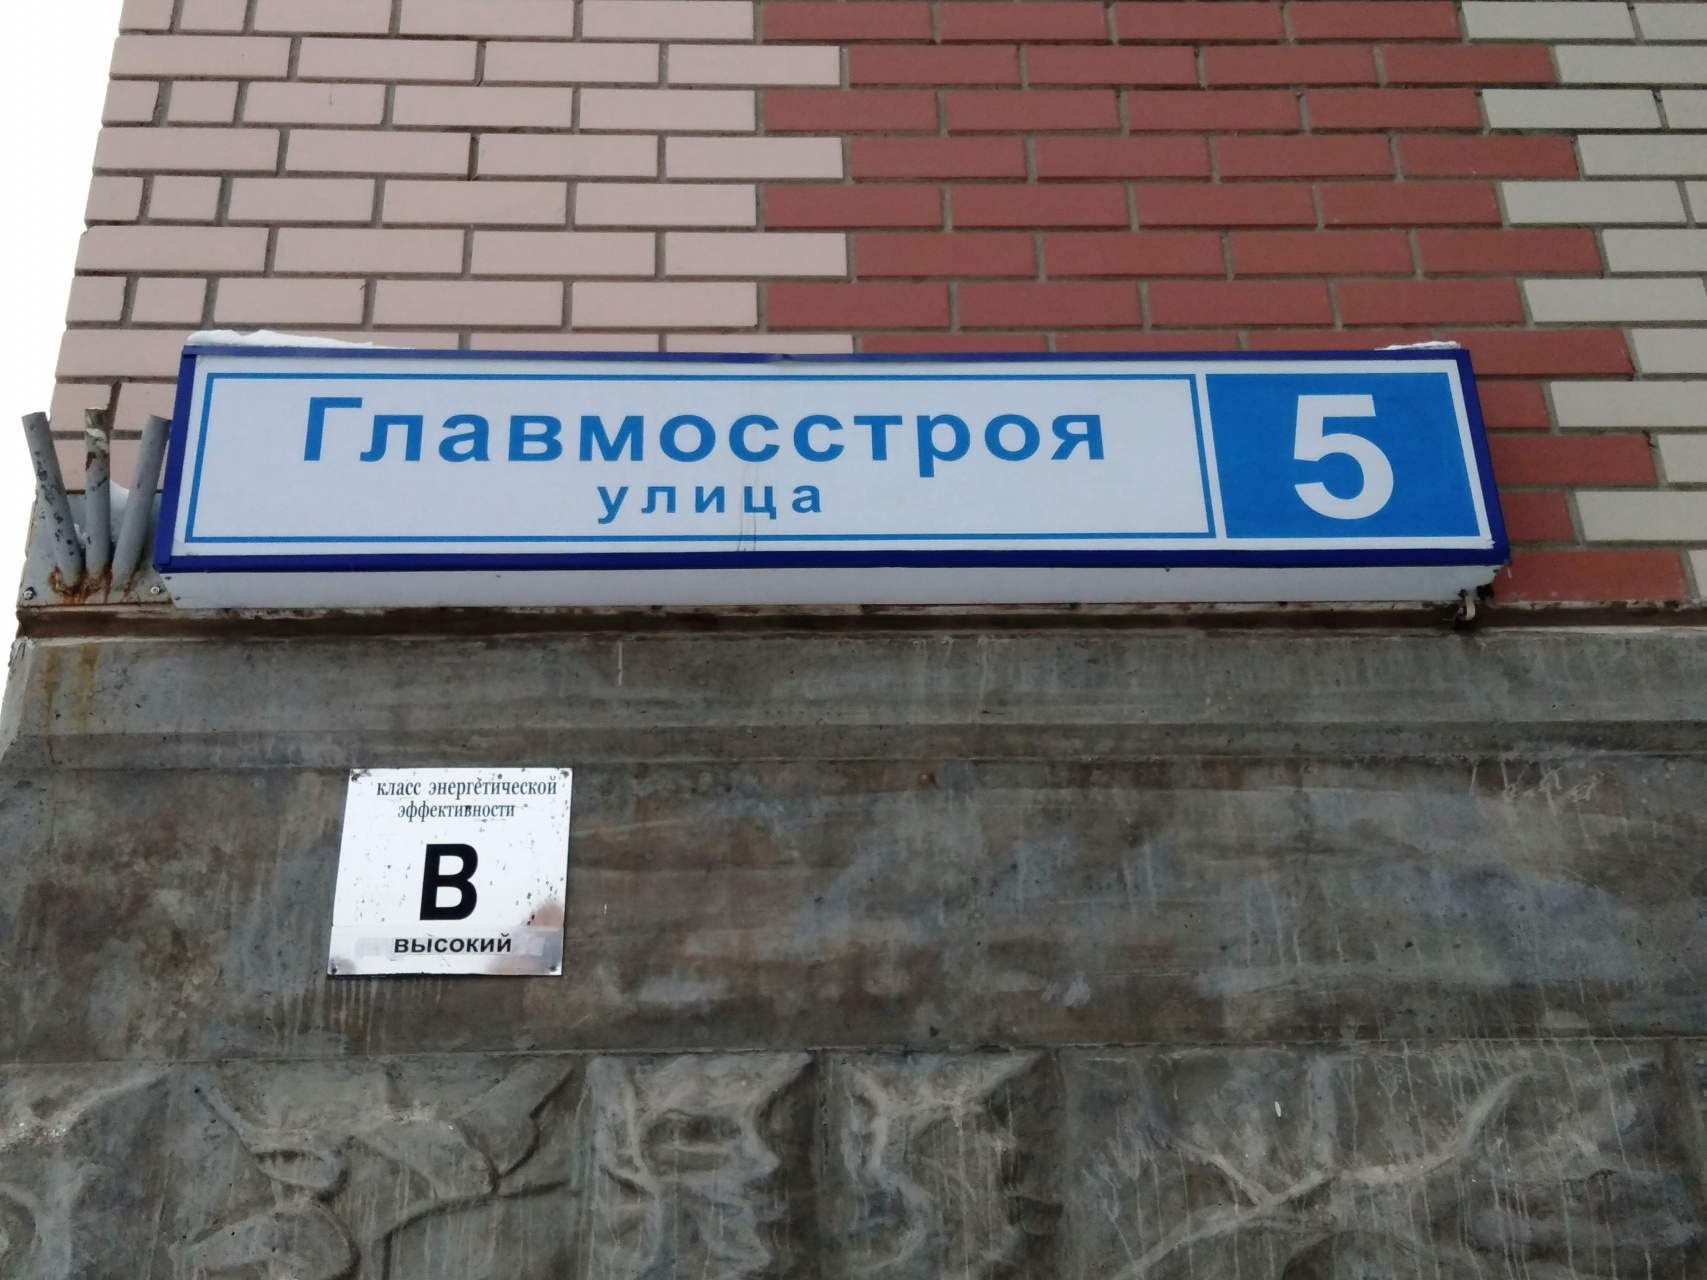 Главмосстроя
улица
5
класс энергетической
эффективности
В
высокий